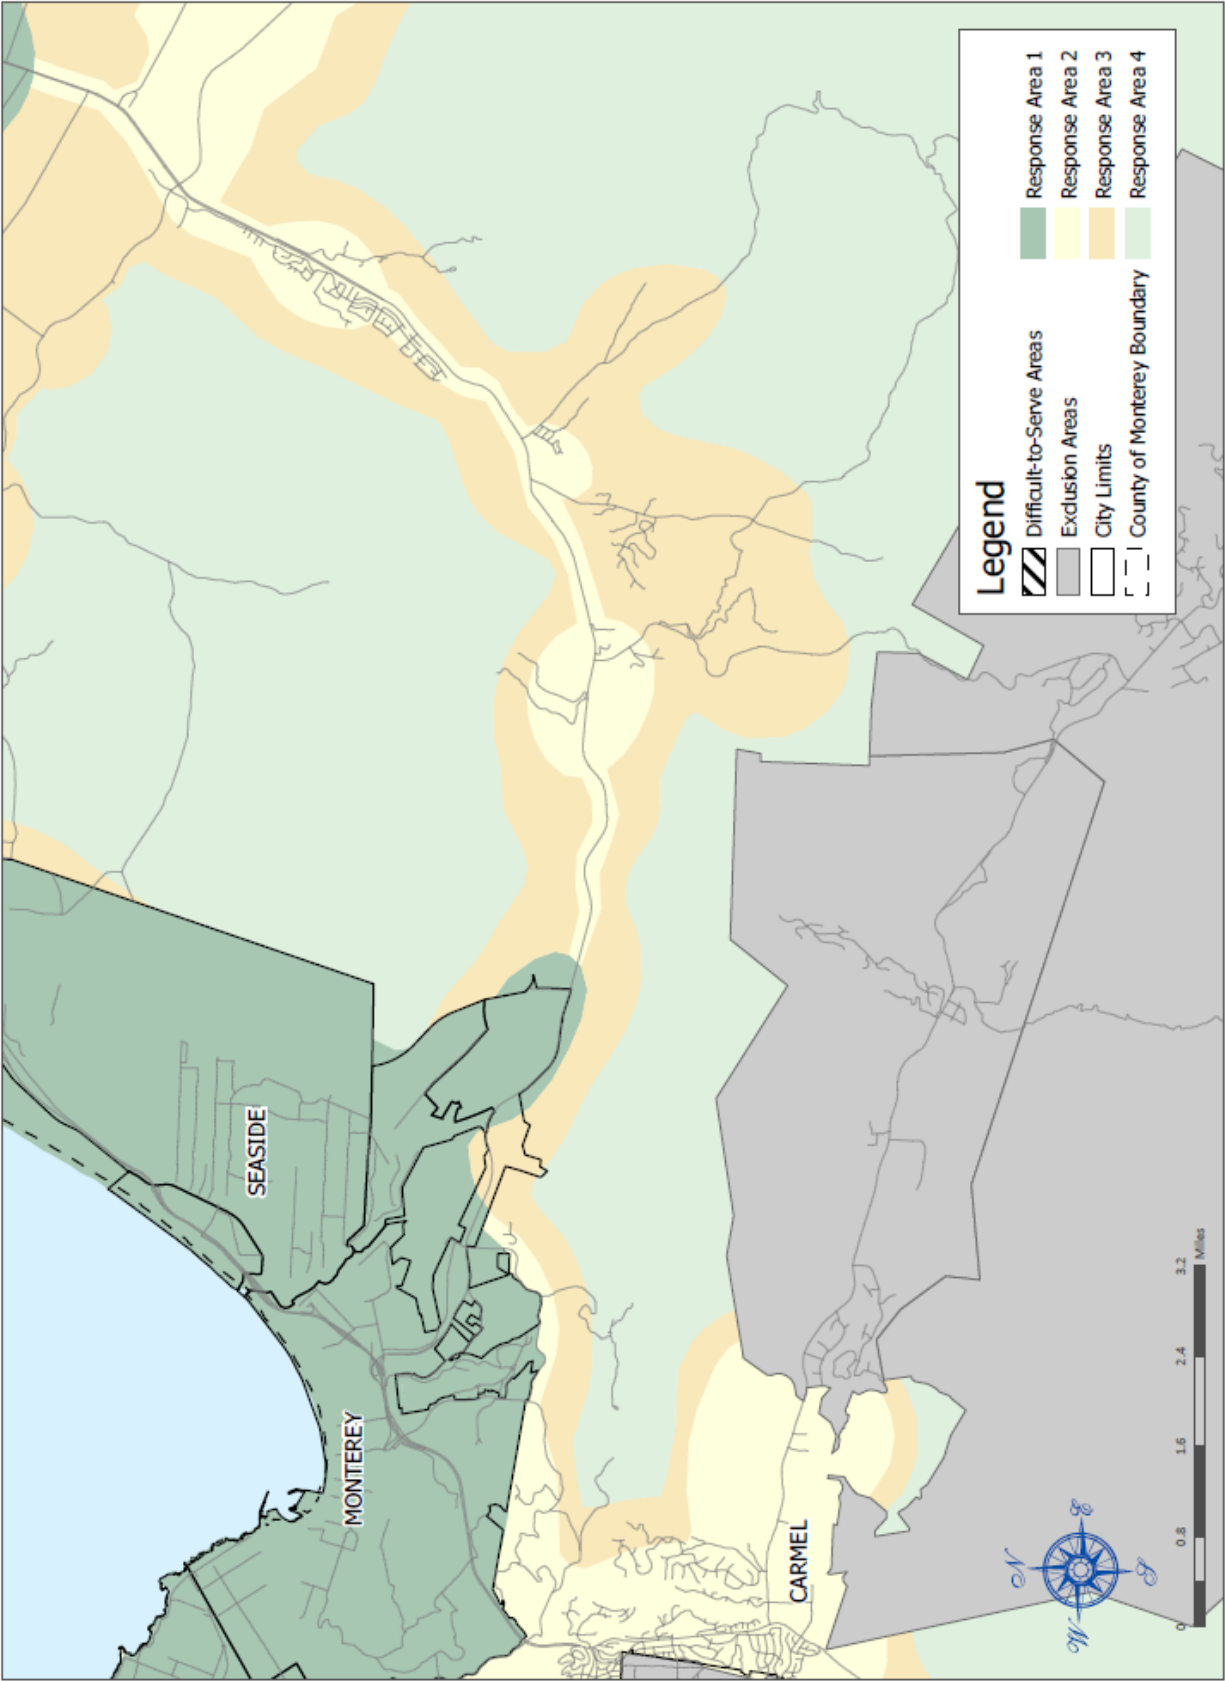 SEASIDE
MONTEREY
CARMEL
Legend
Difficult-to-Serve Areas
Exclusion Areas
City Limits
County of Monterey Boundary
Response Area 1
Response Area 2
Response Area 3
Response Area 4
N
W
E
S
0 0.8 1.6 2.4 3.2
Miles